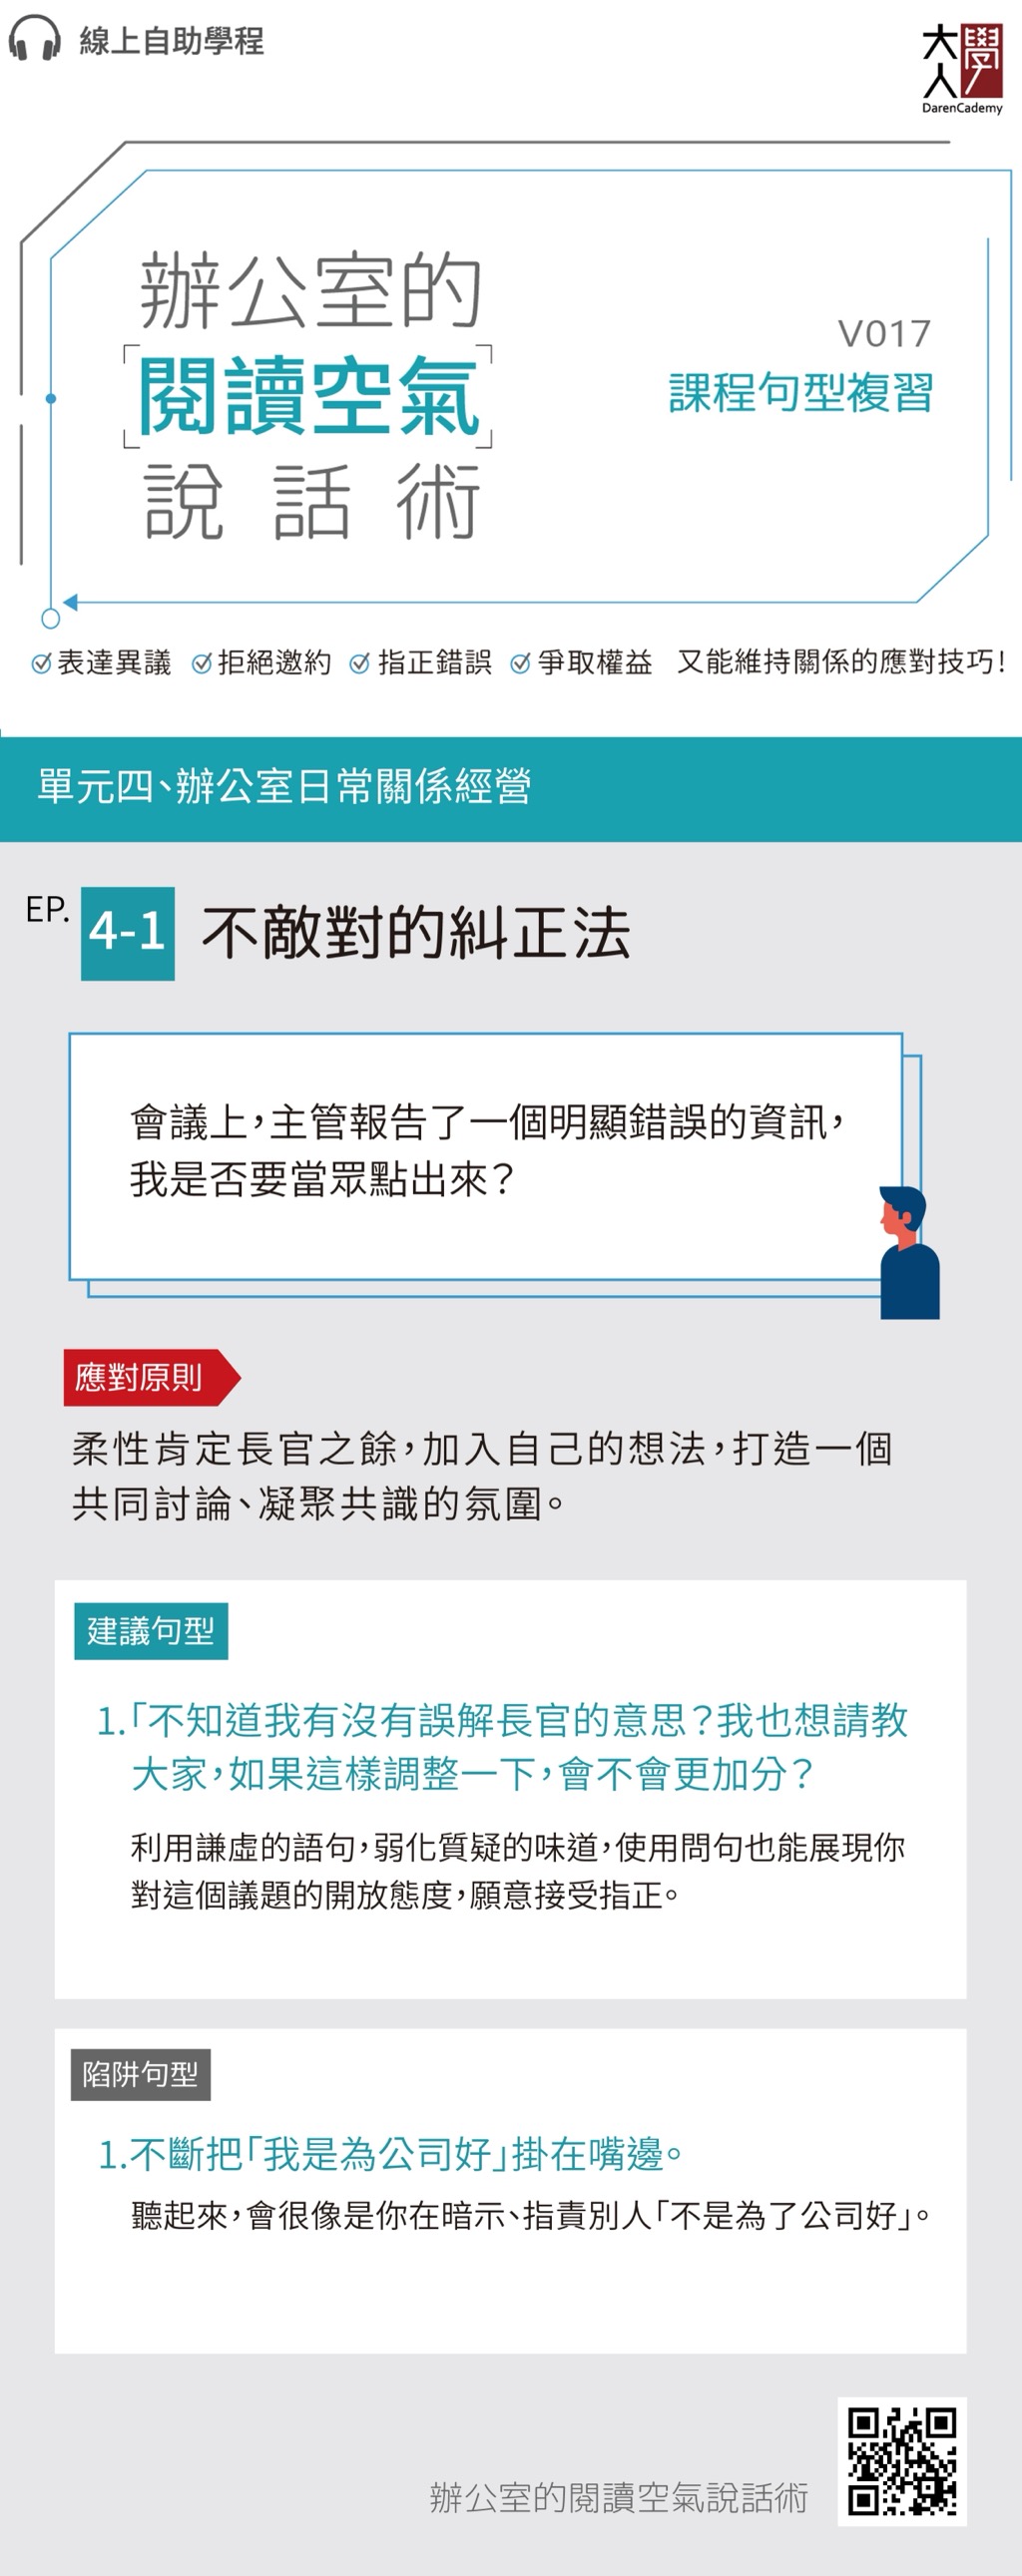 線上自助學程
大人學
DarenCademy
辦公室的
閱讀空氣
說話術
V017
課程句型複習
表達異議 拒絕邀約 指正錯誤 爭取權益 又能維持關係的應對技巧!
單元四、辦公室日常關係經營
EP. 4-1 不敵對的糾正法
會議上,主管報告了一個明顯錯誤的資訊,
我是否要當眾點出來?
應對原則
柔性肯定長官之餘,加入自己的想法,打造一個
共同討論、凝聚共識的氛圍。
建議句型
1.「不知道我有沒有誤解長官的意思?我也想請教
大家,如果這樣調整一下,會不會更加分?
利用謙虛的語句,弱化質疑的味道,使用問句也能展現你
對這個議題的開放態度,願意接受指正。
陷阱句型
1.不斷把「我是為公司好」掛在嘴邊。
聽起來,會很像是你在暗示、指責別人「不是為了公司好」。
辦公室的閱讀空氣說話術